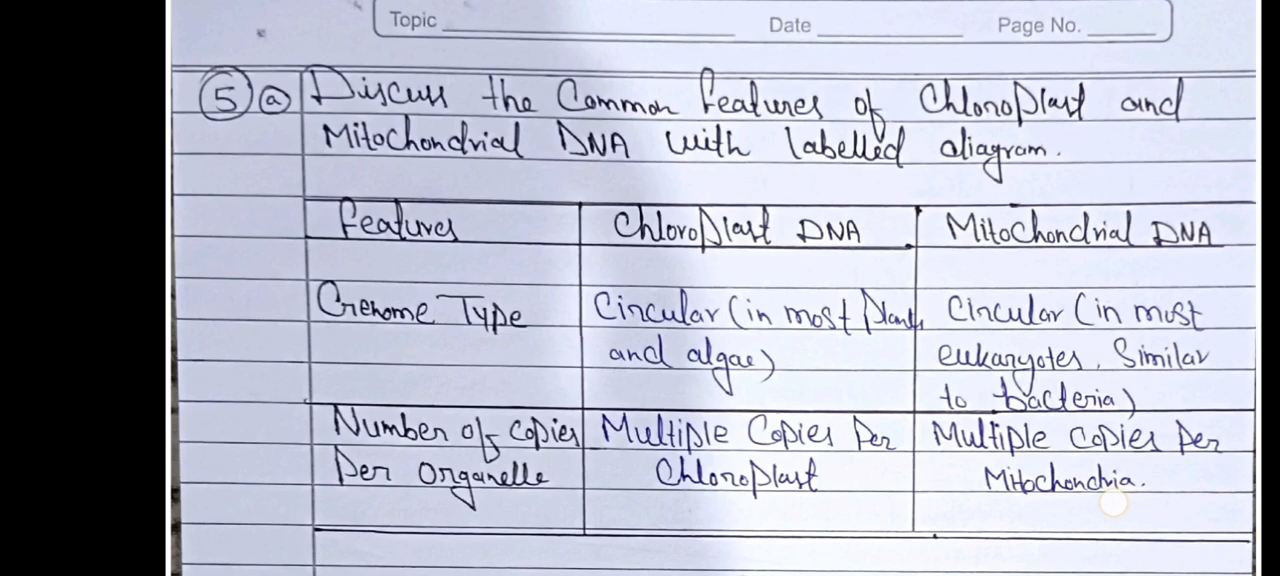 Topic Date Page No.
5 a Discuss the Common features of Chloroplast and
Mitochondrial DNA with labelled diagram.
features Chloroplast DNA Mitochondrial DNA
Genome Type Circular (in most plants Circular (in most
and algae) eukaryotes, Similar
to bacteria)
Number of copies Multiple Copies Per Multiple copies Per
Per organelle Chloroplast Mitochondria.